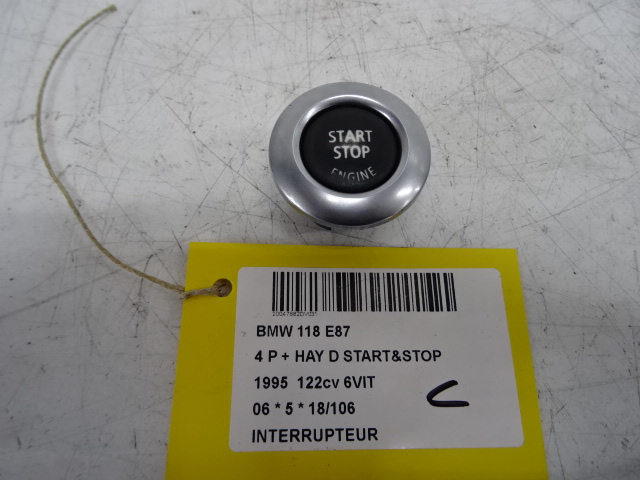 START
STOP
ENGINE
BMW 118 E87
4 P + HAY D START&STOP
1995 122cv 6VIT
06 * 5 * 18/106
C
INTERRUPTEUR